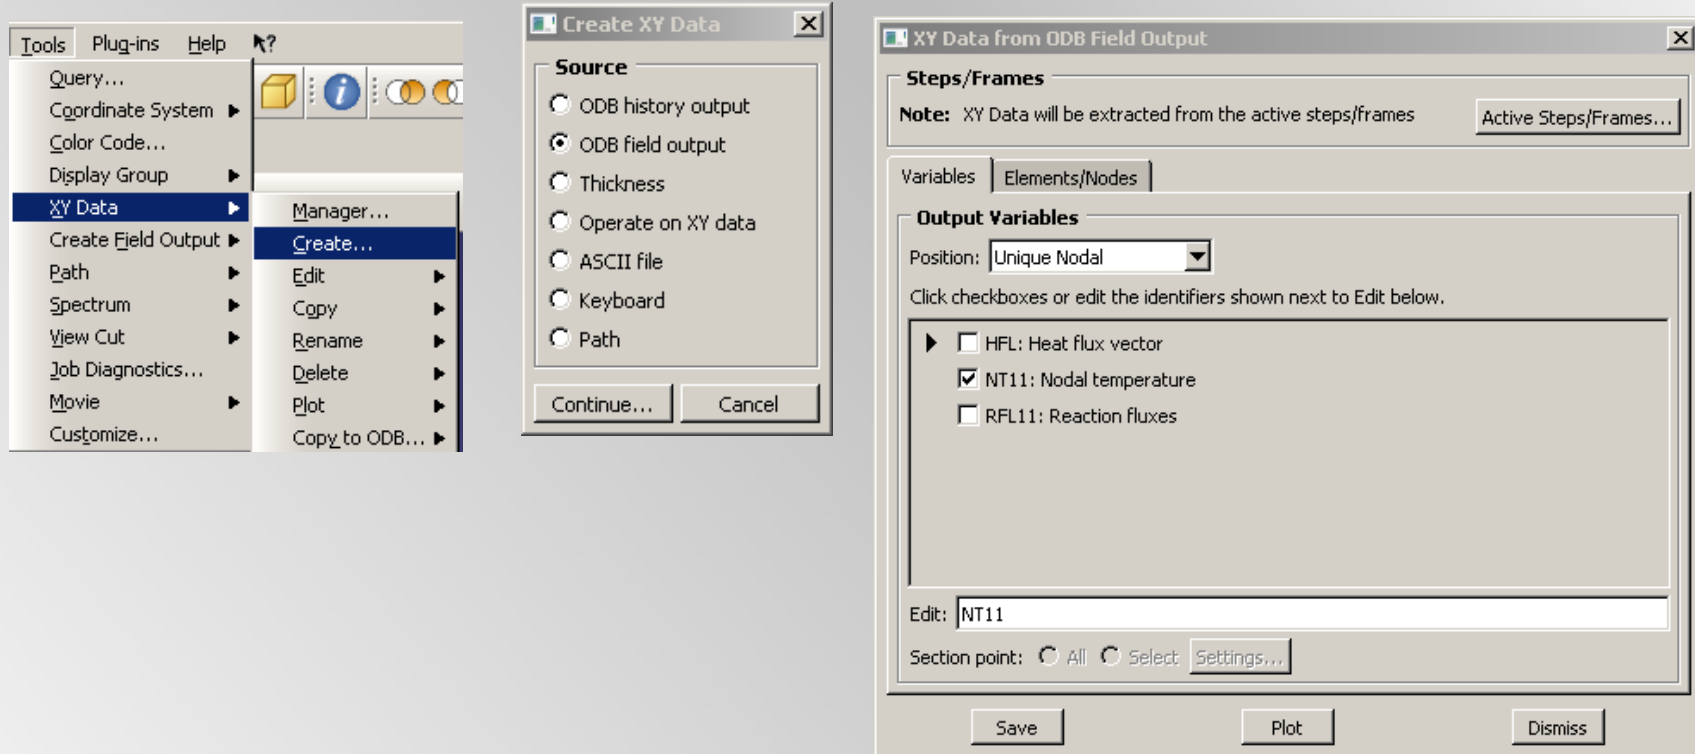 Tools Plug-ins Help
Query...
Coordinate System
Color Code...
Display Group
XY Data
Create Field Output
Path
Spectrum
View Cut
Job Diagnostics...
Movie
Customize...
Manager...
Create...
Edit
Copy
Rename
Delete
Plot
Copy to ODB...
Create XY Data
Source
ODB history output
ODB field output
Thickness
Operate on XY data
ASCII file
Keyboard
Path
Continue... Cancel
XY Data from ODB Field Output
Steps/Frames
Note: XY Data will be extracted from the active steps/frames Active Steps/Frames...
Variables Elements/Nodes
Output Variables
Position: Unique Nodal
Click checkboxes or edit the identifiers shown next to Edit below.
HFL: Heat flux vector
NT11: Nodal temperature
RFL11: Reaction fluxes
Edit: NT11
Section point: All Select Settings...
Save Plot Dismiss